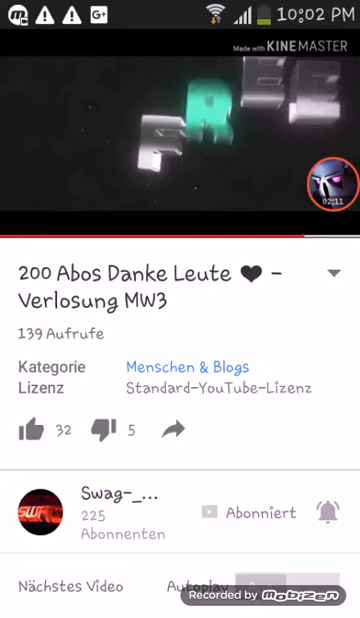 10:02 PM
Made with KINEMASTER
FREE
02:11
200 Abos Danke Leute ♥ -
Verlosung MW3
139 Aufrufe
Kategorie Menschen & Blogs
Lizenz Standard-YouTube-Lizenz
32 5
Swag-_...
225
Abonnenten
Abonniert
Nächstes Video Autoplay
Recorded by Mobizen